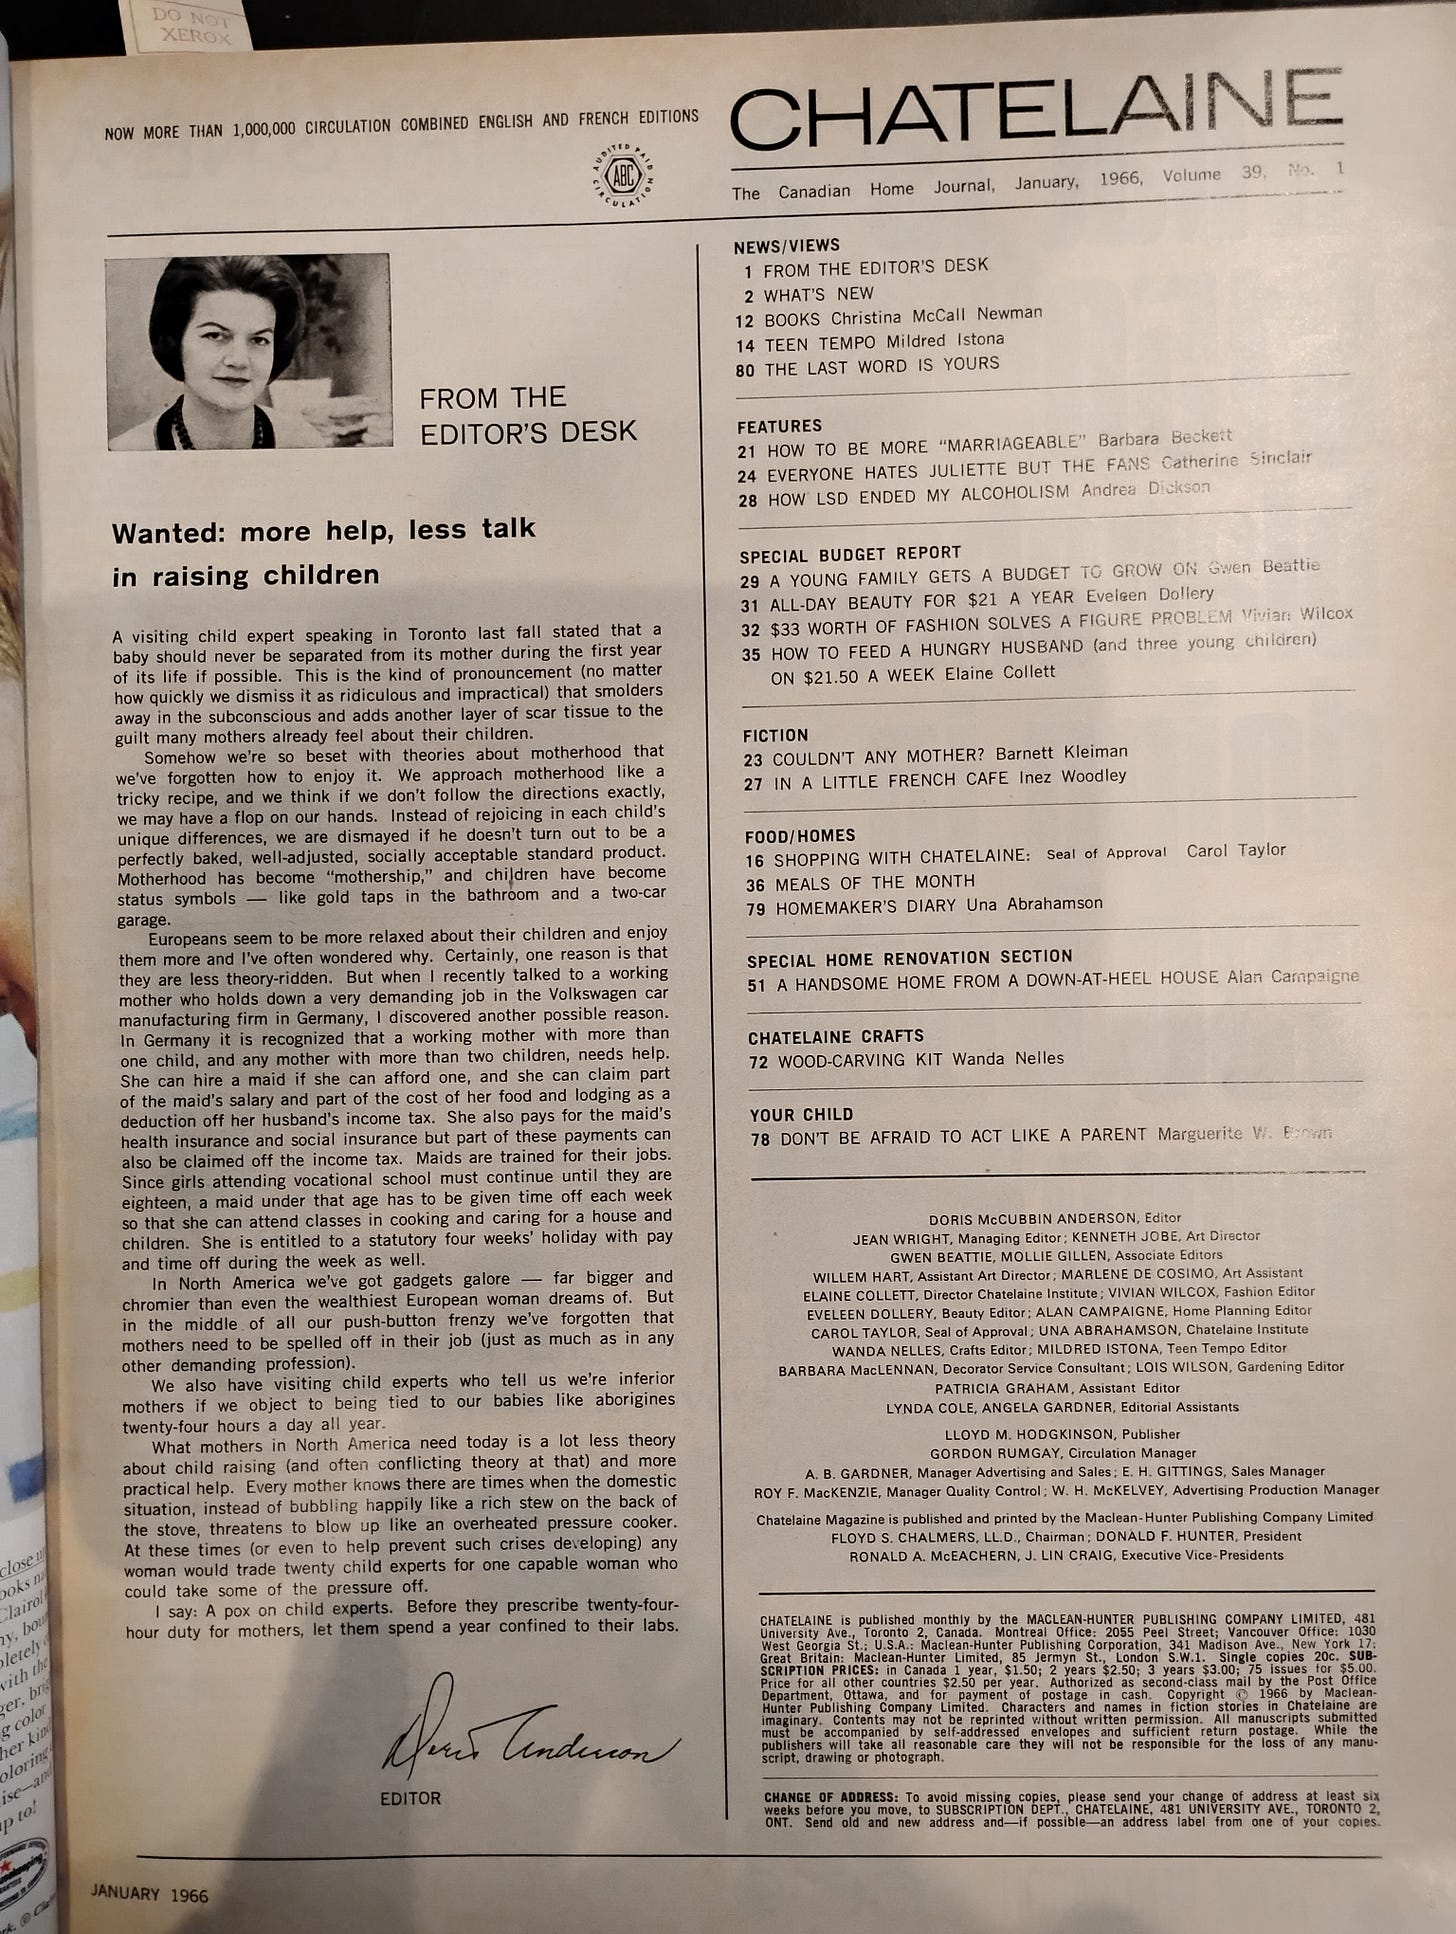 DO NOT
XEROX
NOW MORE THAN 1,000,000 CIRCULATION COMBINED ENGLISH AND FRENCH EDITIONS
AUDITED PAID CIRCULATION
ABC
CHATELAINE
The Canadian Home Journal, January, 1966, Volume 39, No. 1
FROM THE
EDITOR'S DESK
Wanted: more help, less talk
in raising children
A visiting child expert speaking in Toronto last fall stated that a
baby should never be separated from its mother during the first year
of its life if possible. This is the kind of pronouncement (no matter
how quickly we dismiss it as ridiculous and impractical) that smolders
away in the subconscious and adds another layer of scar tissue to the
guilt many mothers already feel about their children.
Somehow we're so beset with theories about motherhood that
we've forgotten how to enjoy it. We approach motherhood like a
tricky recipe, and we think if we don't follow the directions exactly,
we may have a flop on our hands. Instead of rejoicing in each child's
unique differences, we are dismayed if he doesn't turn out to be a
perfectly baked, well-adjusted, socially acceptable standard product.
Motherhood has become “mothership,” and children have become
status symbols — like gold taps in the bathroom and a two-car
garage.
Europeans seem to be more relaxed about their children and enjoy
them more and I've often wondered why. Certainly, one reason is that
they are less theory-ridden. But when I recently talked to a working
mother who holds down a very demanding job in the Volkswagen car
manufacturing firm in Germany, I discovered another possible reason.
In Germany it is recognized that a working mother with more than
one child, and any mother with more than two children, needs help.
She can hire a maid if she can afford one, and she can claim part
of the maid's salary and part of the cost of her food and lodging as a
deduction off her husband's income tax. She also pays for the maid's
health insurance and social insurance but part of these payments can
also be claimed off the income tax. Maids are trained for their jobs.
Since girls attending vocational school must continue until they are
eighteen, a maid under that age has to be given time off each week
so that she can attend classes in cooking and caring for a house and
children. She is entitled to a statutory four weeks' holiday with pay
and time off during the week as well.
In North America we've got gadgets galore — far bigger and
chromier than even the wealthiest European woman dreams of. But
in the middle of all our push-button frenzy we've forgotten that
mothers need to be spelled off in their job (just as much as in any
other demanding profession).
We also have visiting child experts who tell us we're inferior
mothers if we object to being tied to our babies like aborigines
twenty-four hours a day all year.
What mothers in North America need today is a lot less theory
about child raising (and often conflicting theory at that) and more
practical help. Every mother knows there are times when the domestic
situation, instead of bubbling happily like a rich stew on the back of
the stove, threatens to blow up like an overheated pressure cooker.
At these times (or even to help prevent such crises developing) any
woman would trade twenty child experts for one capable woman who
could take some of the pressure off.
I say: A pox on child experts. Before they prescribe twenty-four-
hour duty for mothers, let them spend a year confined to their labs.
Doris Anderson
EDITOR
JANUARY 1966
NEWS/VIEWS
1 FROM THE EDITOR'S DESK
2 WHAT'S NEW
12 BOOKS Christina McCall Newman
14 TEEN TEMPO Mildred Istona
80 THE LAST WORD IS YOURS
FEATURES
21 HOW TO BE MORE “MARRIAGEABLE” Barbara Beckett
24 EVERYONE HATES JULIETTE BUT THE FANS Catherine Sinclair
28 HOW LSD ENDED MY ALCOHOLISM Andrea Dickson
SPECIAL BUDGET REPORT
29 A YOUNG FAMILY GETS A BUDGET TO GROW ON Gwen Beattie
31 ALL-DAY BEAUTY FOR $21 A YEAR Eveleen Dollery
32 $33 WORTH OF FASHION SOLVES A FIGURE PROBLEM Vivian Wilcox
35 HOW TO FEED A HUNGRY HUSBAND (and three young children)
ON $21.50 A WEEK Elaine Collett
FICTION
23 COULDN'T ANY MOTHER? Barnett Kleiman
27 IN A LITTLE FRENCH CAFE Inez Woodley
FOOD/HOMES
16 SHOPPING WITH CHATELAINE: Seal of Approval Carol Taylor
36 MEALS OF THE MONTH
79 HOMEMAKER'S DIARY Una Abrahamson
SPECIAL HOME RENOVATION SECTION
51 A HANDSOME HOME FROM A DOWN-AT-HEEL HOUSE Alan Campaigne
CHATELAINE CRAFTS
72 WOOD-CARVING KIT Wanda Nelles
YOUR CHILD
78 DON'T BE AFRAID TO ACT LIKE A PARENT Marguerite W. Brown
DORIS McCUBBIN ANDERSON, Editor
JEAN WRIGHT, Managing Editor; KENNETH JOBE, Art Director
GWEN BEATTIE, MOLLIE GILLEN, Associate Editors
WILLEM HART, Assistant Art Director; MARLENE DE COSIMO, Art Assistant
ELAINE COLLETT, Director Chatelaine Institute; VIVIAN WILCOX, Fashion Editor
EVELEEN DOLLERY, Beauty Editor; ALAN CAMPAIGNE, Home Planning Editor
CAROL TAYLOR, Seal of Approval; UNA ABRAHAMSON, Chatelaine Institute
WANDA NELLES, Crafts Editor; MILDRED ISTONA, Teen Tempo Editor
BARBARA MacLENNAN, Decorator Service Consultant; LOIS WILSON, Gardening Editor
PATRICIA GRAHAM, Assistant Editor
LYNDA COLE, ANGELA GARDNER, Editorial Assistants
LLOYD M. HODGKINSON, Publisher
GORDON RUMGAY, Circulation Manager
A. B. GARDNER, Manager Advertising and Sales; E. H. GITTINGS, Sales Manager
ROY F. MacKENZIE, Manager Quality Control; W. H. McKELVEY, Advertising Production Manager
Chatelaine Magazine is published and printed by the Maclean-Hunter Publishing Company Limited
FLOYD S. CHALMERS, LL.D., Chairman; DONALD F. HUNTER, President
RONALD A. McEACHERN, J. LIN CRAIG, Executive Vice-Presidents
CHATELAINE is published monthly by the MACLEAN-HUNTER PUBLISHING COMPANY LIMITED, 481
University Ave., Toronto 2, Canada. Montreal Office: 2055 Peel Street; Vancouver Office: 1030
West Georgia St.; U.S.A.: Maclean-Hunter Publishing Corporation, 341 Madison Ave., New York 17;
Great Britain: Maclean-Hunter Limited, 85 Jermyn St., London S.W.1. Single copies 20c. SUB-
SCRIPTION PRICES: in Canada 1 year, $1.50; 2 years $2.50; 3 years $3.00; 75 issues for $5.00.
Price for all other countries $2.50 per year. Authorized as second-class mail by the Post Office
Department, Ottawa, and for payment of postage in cash. Copyright © 1966 by Maclean-
Hunter Publishing Company Limited. Characters and names in fiction stories in Chatelaine are
imaginary. Contents may not be reprinted without written permission. All manuscripts submitted
must be accompanied by self-addressed envelopes and sufficient return postage. While the
publishers will take all reasonable care they will not be responsible for the loss of any manu-
script, drawing or photograph.
CHANGE OF ADDRESS: To avoid missing copies, please send your change of address at least six
weeks before you move, to SUBSCRIPTION DEPT., CHATELAINE, 481 UNIVERSITY AVE., TORONTO 2,
ONT. Send old and new address and—if possible—an address label from one of your copies.